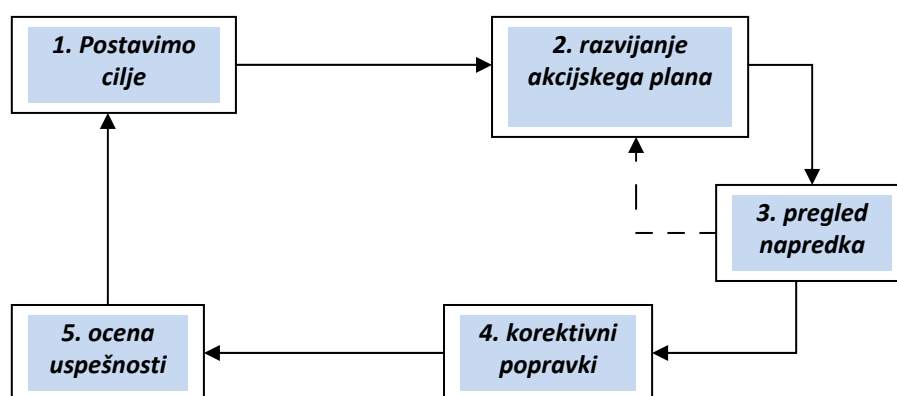 1. Postavimo
cilje
2. razvijanje
akcijskega plana
3. pregled
napredka
4. korektivni
popravki
5. ocena
uspešnosti